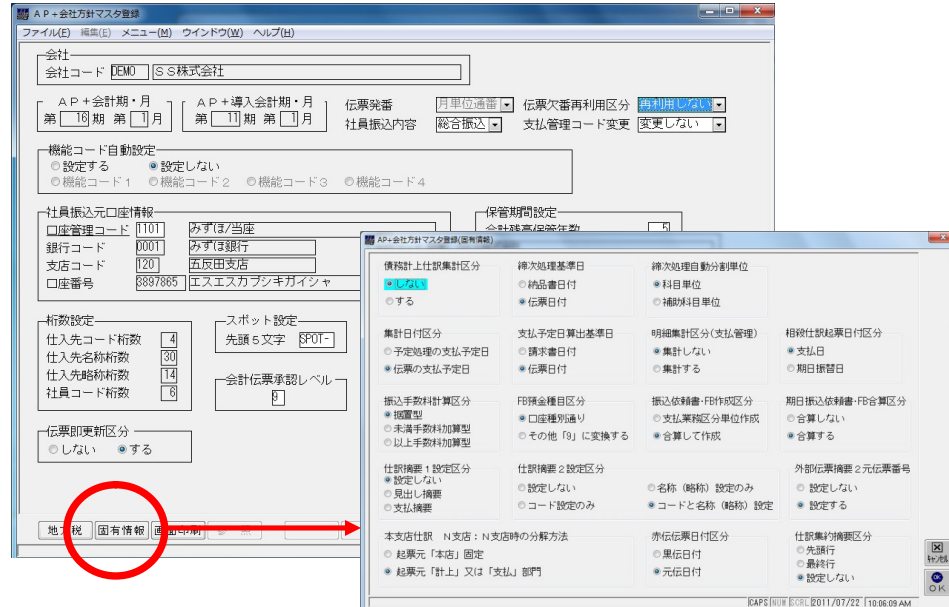 ＡＰ+会社方針マスタ登録
ファイル(F) 編集(E) メニュー(M) ウインドウ(W) ヘルプ(H)
会社
会社コード DEMO ＳＳ株式会社
ＡＰ+会計期・月 ＡＰ+導入会計期・月
第 16 期 第 1 月 第 11 期 第 1 月
伝票発番 月単位通番 伝票欠番再利用区分 再利用しない
社員振込内容 総合振込 支払管理コード変更 変更しない
機能コード自動設定
設定する 設定しない
機能コード１ 機能コード２ 機能コード３ 機能コード４
社員振込元口座情報
口座管理コード 1101 みずほ/当座
銀行コード 0001 みずほ銀行
支店コード 120 五反田支店
口座番号 3897865 エスエスカブシキガイシャ
保管期間設定
会計残高保管年数 5
桁数設定
仕入先コード桁数 4
仕入先名称桁数 30
仕入先略称桁数 14
社員コード桁数 6
スポット設定
先頭５文字 SPOT-
会計伝票承認レベル
9
伝票即更新区分
しない する
地方税 固有情報 画面印刷
AP+会社方針マスタ登録(固有情報)
債務計上仕訳集計区分 締次処理基準日 締次処理自動分割単位
しない 納品書日付 科目単位
する 伝票日付 補助科目単位
集計日付区分 支払予定日算出基準日 明細集計区分(支払管理) 相殺仕訳起票日付区分
予定処理の支払予定日 請求書日付 集計しない 支払日
伝票の支払予定日 伝票日付 集計する 期日振替日
振込手数料計算区分 FB預金種目区分 振込依頼書・FB作成区分 期日振込依頼書・FB合算区分
据置型 口座種別通り 支払業務区分単位作成 合算しない
未満手数料加算型 その他「9」に変換する 合算して作成 合算する
以上手数料加算型
仕訳摘要１設定区分 仕訳摘要２設定区分 外部伝票摘要２元伝票番号
設定しない 設定しない 名称（略称）設定のみ 設定しない
見出し摘要 コード設定のみ コードと名称（略称）設定 設定する
支払摘要
本支店仕訳 Ｎ支店：Ｎ支店時の分解方法 赤伝伝票日付区分 仕訳集約摘要区分
起票元「本店」固定 黒伝日付 先頭行
起票元「計上」又は「支払」部門 元伝日付 最終行
設定しない
キャンセル
OK
CAPS NUM SCRL 2011/07/22 10:06:09 AM